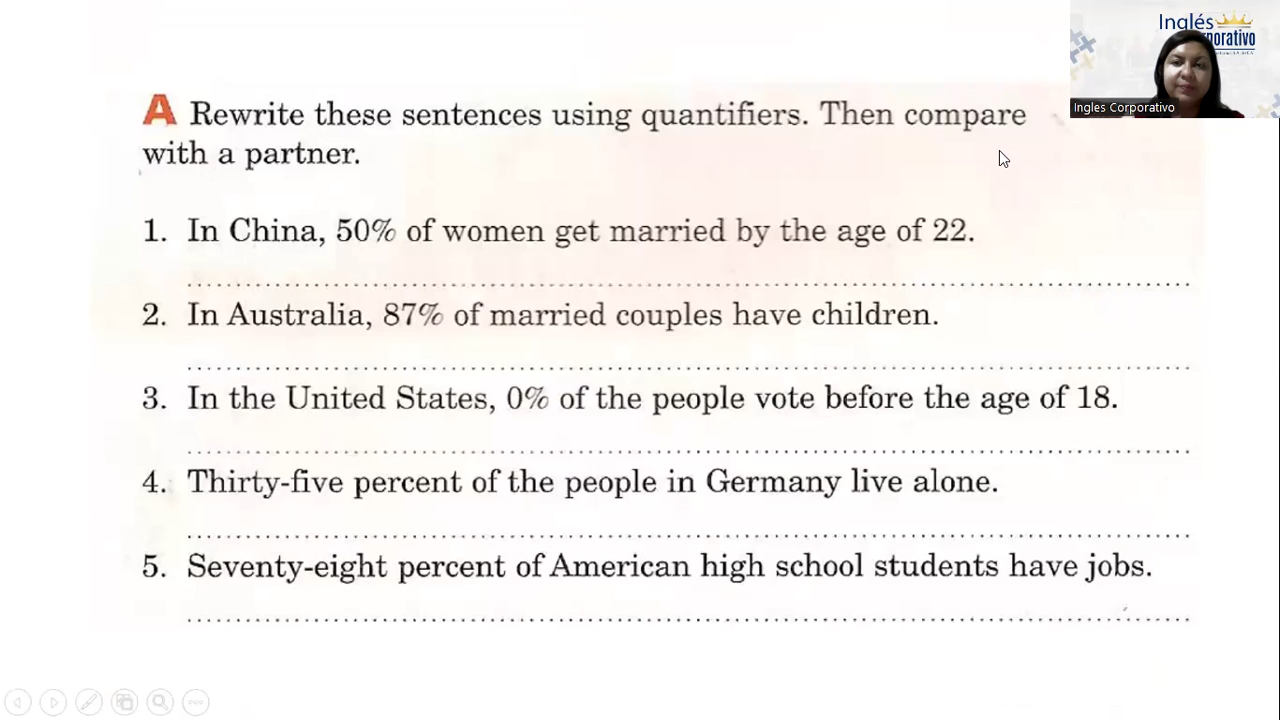 Inglés
porativo
Ingles Corporativo
A Rewrite these sentences using quantifiers. Then compare
with a partner.
1. In China, 50% of women get married by the age of 22.
2. In Australia, 87% of married couples have children.
3. In the United States, 0% of the people vote before the age of 18.
4. Thirty-five percent of the people in Germany live alone.
5. Seventy-eight percent of American high school students have jobs.